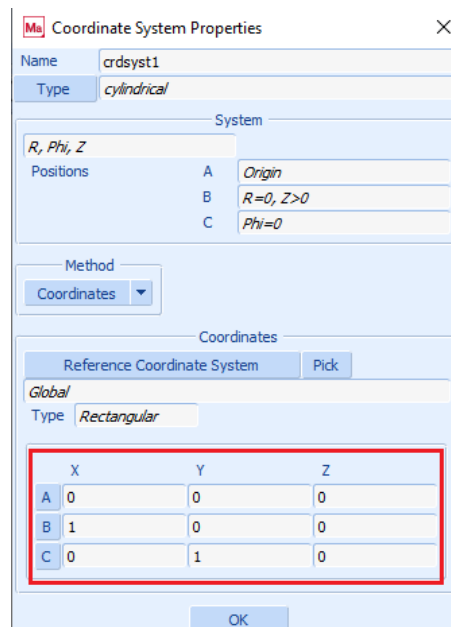 Ma Coordinate System Properties
Name crdsyst1
Type cylindrical
System
R, Phi, Z
Positions A Origin
B R=0, Z>0
C Phi=0
Method
Coordinates
Coordinates
Reference Coordinate System Pick
Global
Type Rectangular
X Y Z
A 0 0 0
B 1 0 0
C 0 1 0
OK